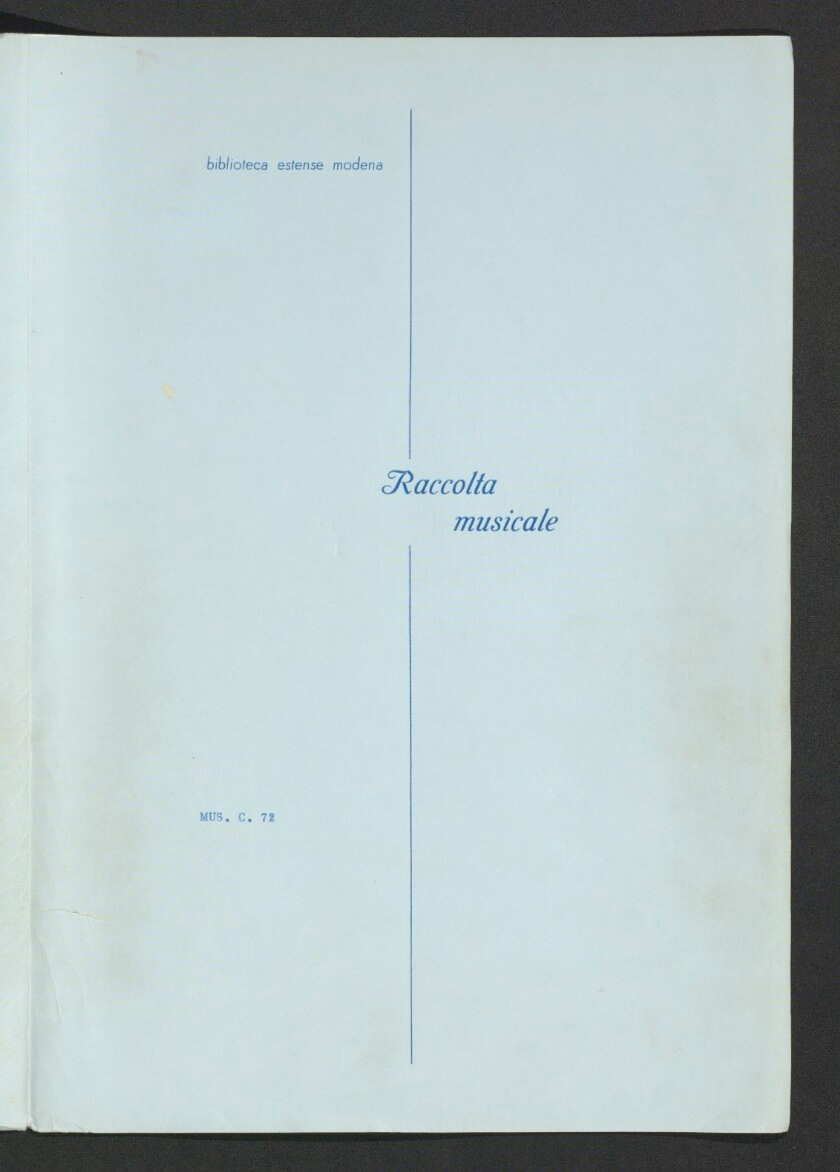 biblioteca estense modena
Raccolta
musicale
MUS. C. 72